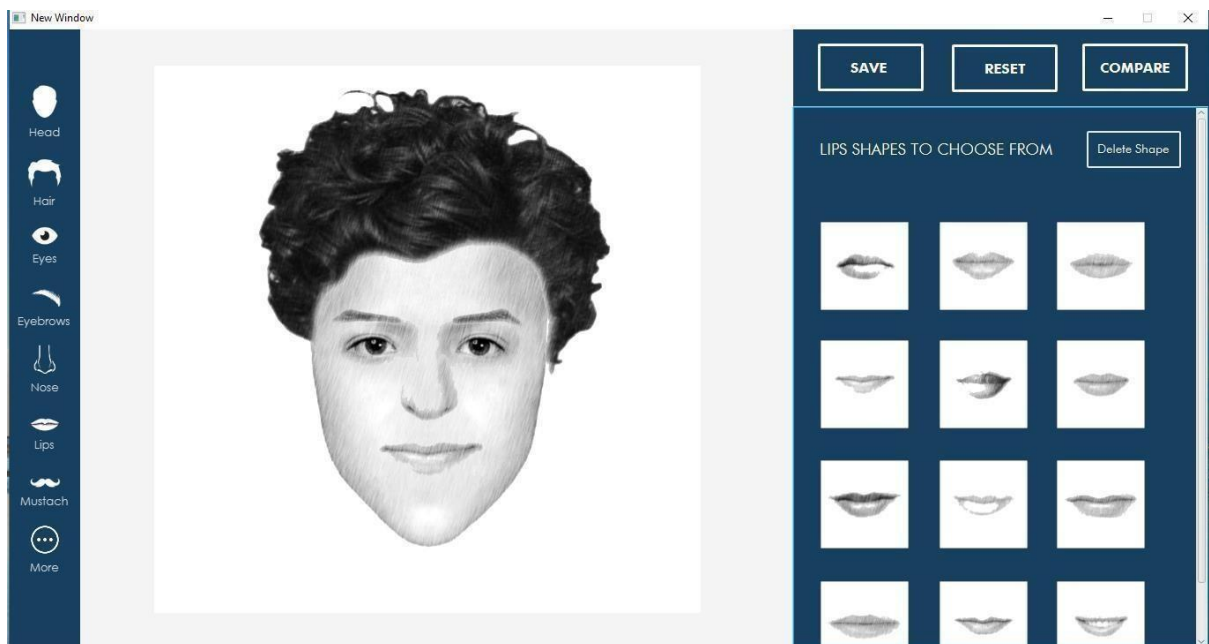 New Window
Head
Hair
Eyes
Eyebrows
Nose
Lips
Mustach
More
SAVE
RESET
COMPARE
LIPS SHAPES TO CHOOSE FROM
Delete Shape